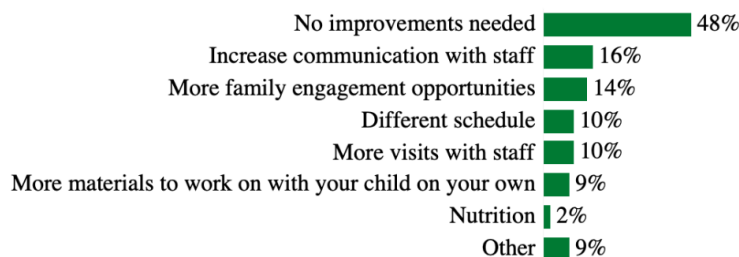 No improvements needed 48%
Increase communication with staff 16%
More family engagement opportunities 14%
Different schedule 10%
More visits with staff 10%
More materials to work on with your child on your own 9%
Nutrition 2%
Other 9%